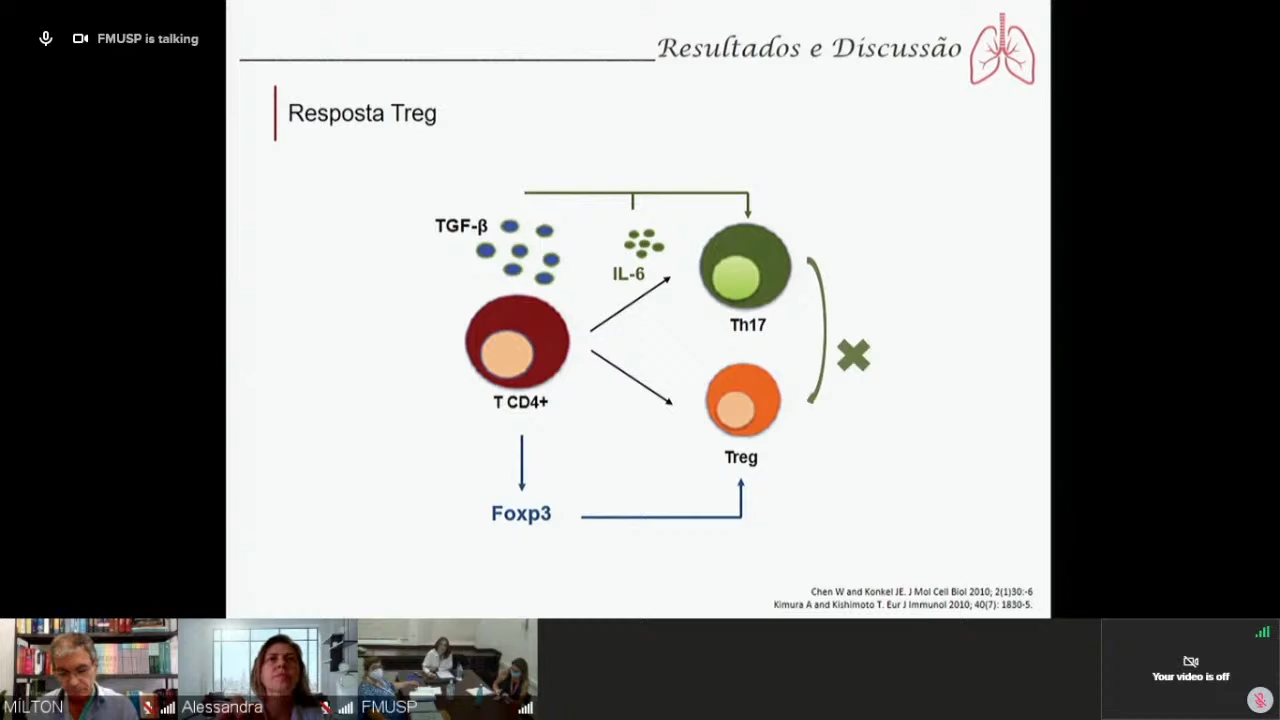 FMUSP is talking
Resultados e Discussão
Resposta Treg
TGF-β
IL-6
Th17
T CD4+
Treg
Foxp3
Chen W and Konkel JE. J Mol Cell Biol 2010; 2(1)30:-6
Kimura A and Kishimoto T. Eur J Immunol 2010; 40(7): 1830-5.
MILTON
Alessandra
FMUSP
Your video is off